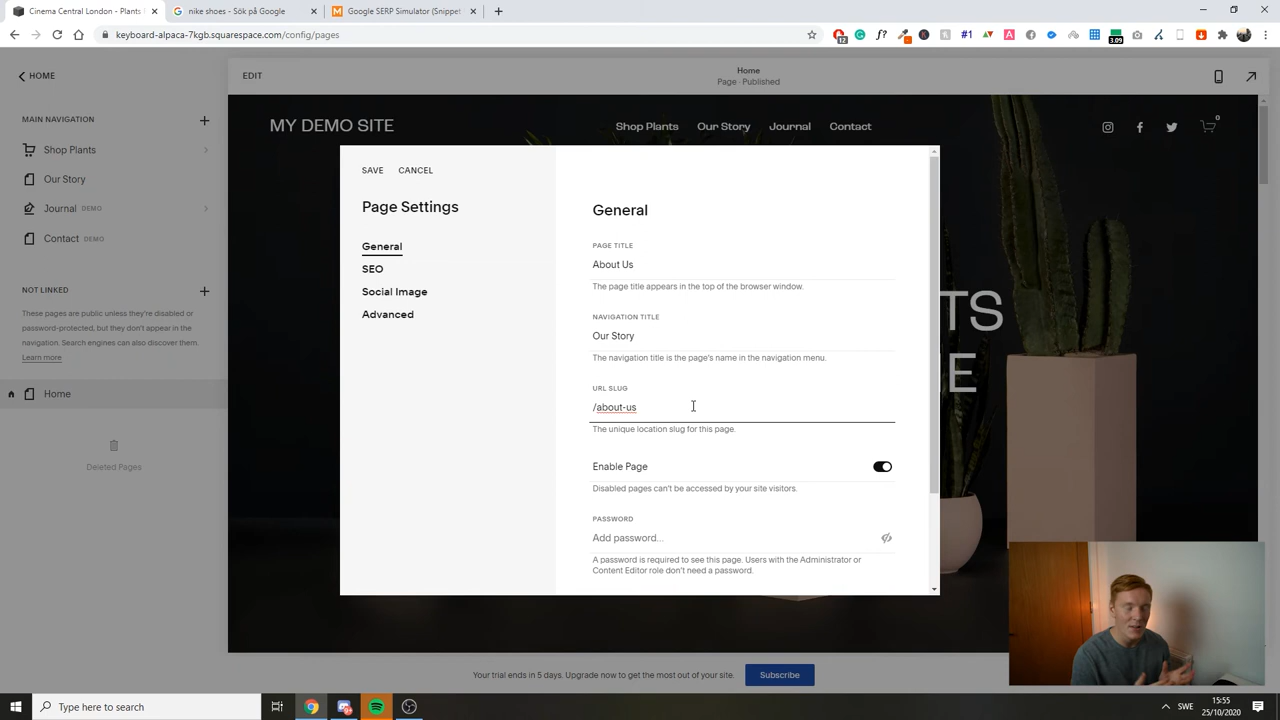 Cinema Central London - Plants
nike shoes - Sök på Google
Google SERP Simulator (Snippet
keyboard-alpaca-7kgb.squarespace.com/config/pages
HOME
EDIT
Home
Page · Published
MAIN NAVIGATION
Shop Plants
Our Story
Journal DEMO
Contact DEMO
NOT LINKED
These pages are public unless they're disabled or
password-protected, but they don't appear in the
navigation. Search engines can also discover them.
Learn more
Home
Deleted Pages
MY DEMO SITE
Shop Plants
Our Story
Journal
Contact
0
TS
E
SAVE
CANCEL
Page Settings
General
SEO
Social Image
Advanced
General
PAGE TITLE
About Us
The page title appears in the top of the browser window.
NAVIGATION TITLE
Our Story
The navigation title is the page's name in the navigation menu.
URL SLUG
/about-us
The unique location slug for this page.
Enable Page
Disabled pages can't be accessed by your site visitors.
PASSWORD
Add password...
A password is required to see this page. Users with the Administrator or
Content Editor role don't need a password.
Your trial ends in 5 days. Upgrade now to get the most out of your site.
Subscribe
Type here to search
SWE
15:55
25/10/2020